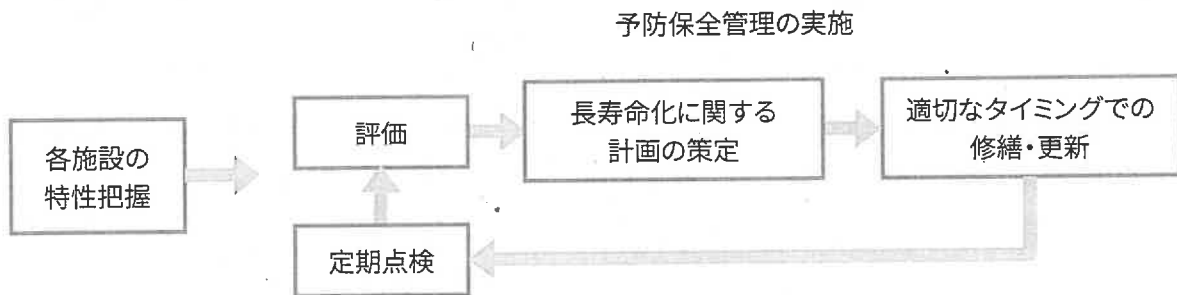 予防保全管理の実施
各施設の
特性把握
評価
定期点検
長寿命化に関する
計画の策定
適切なタイミングでの
修繕・更新